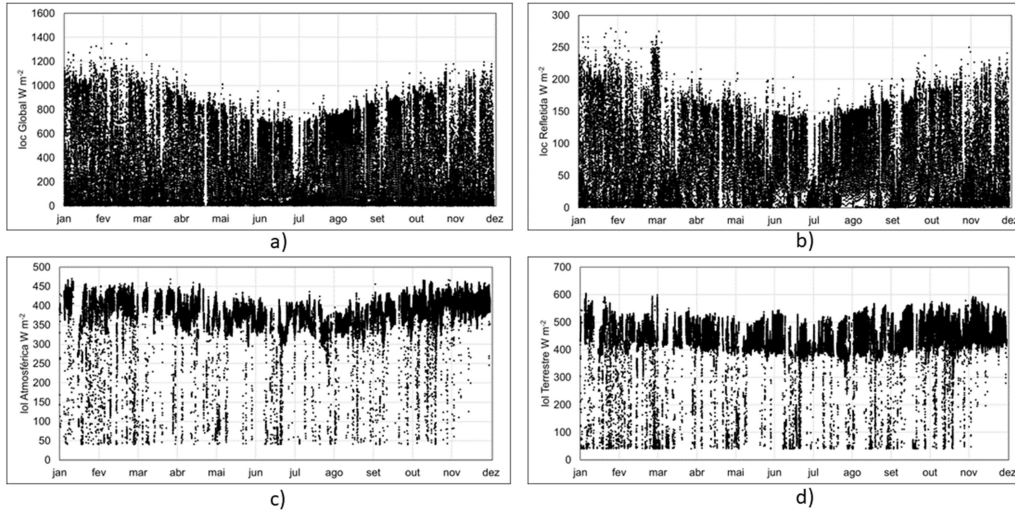 1600
1400
1200
1000
800
600
400
200
0
Ioc Global W m-2
jan fev mar abr mai jun jul ago set out nov dez
a)
300
250
200
150
100
50
0
Ioc Refletida W m-2
jan fev mar abr mai jun jul ago set out nov dez
b)
500
450
400
350
300
250
200
150
100
50
0
Iol Atmosférica W m-2
jan fev mar abr mai jun jul ago set out nov dez
c)
700
600
500
400
300
200
100
0
Iol Terrestre W m-2
jan fev mar abr mai jun jul ago set out nov dez
d)